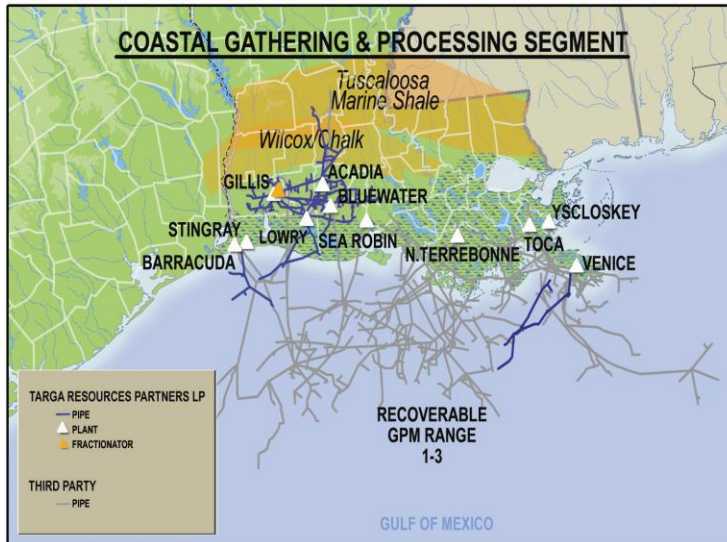 COASTAL GATHERING & PROCESSING SEGMENT
Tuscaloosa
Marine Shale
Wilcox/Chalk
GILLIS
ACADIA
BLUEWATER
STINGRAY
LOWRY
SEA ROBIN
BARRACUDA
N.TERREBONNE
YSCLOSKEY
TOCA
VENICE
TARGA RESOURCES PARTNERS LP
PIPE
PLANT
FRACTIONATOR
THIRD PARTY
PIPE
RECOVERABLE
GPM RANGE
1-3
GULF OF MEXICO